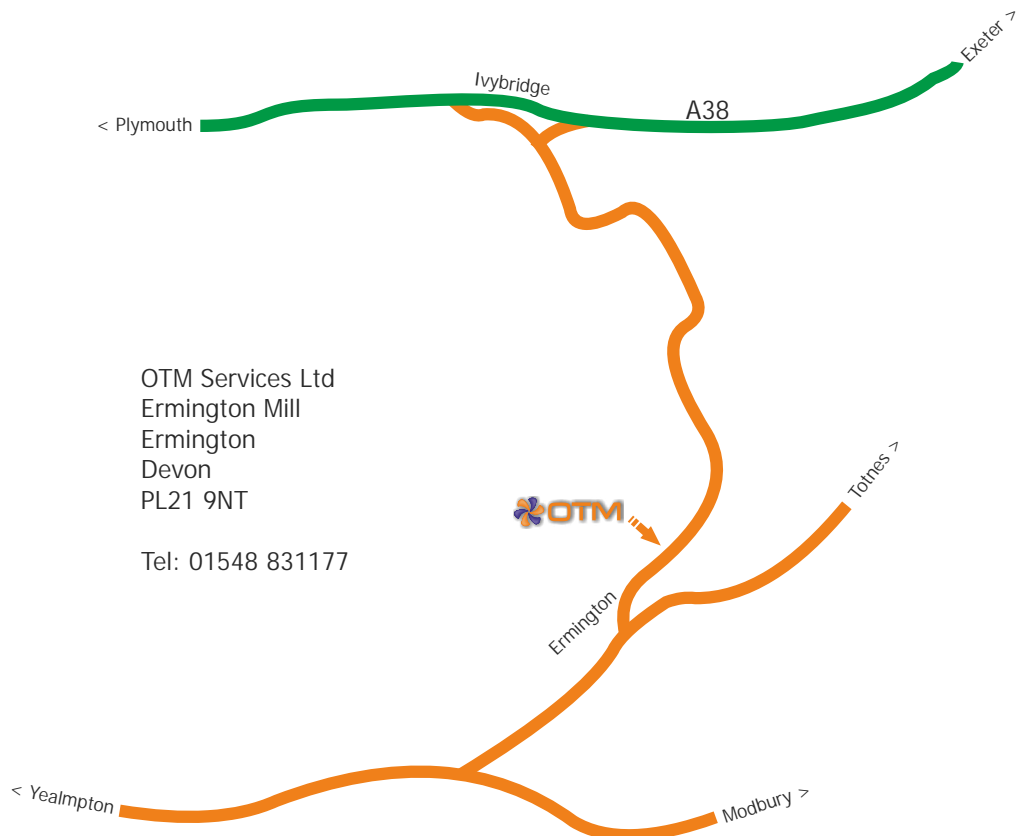 Exeter >
Ivybridge
A38
< Plymouth
OTM Services Ltd
Ermington Mill
Ermington
Devon
PL21 9NT
Tel: 01548 831177
Totnes >
OTM
Ermington
< Yealmpton
Modbury >